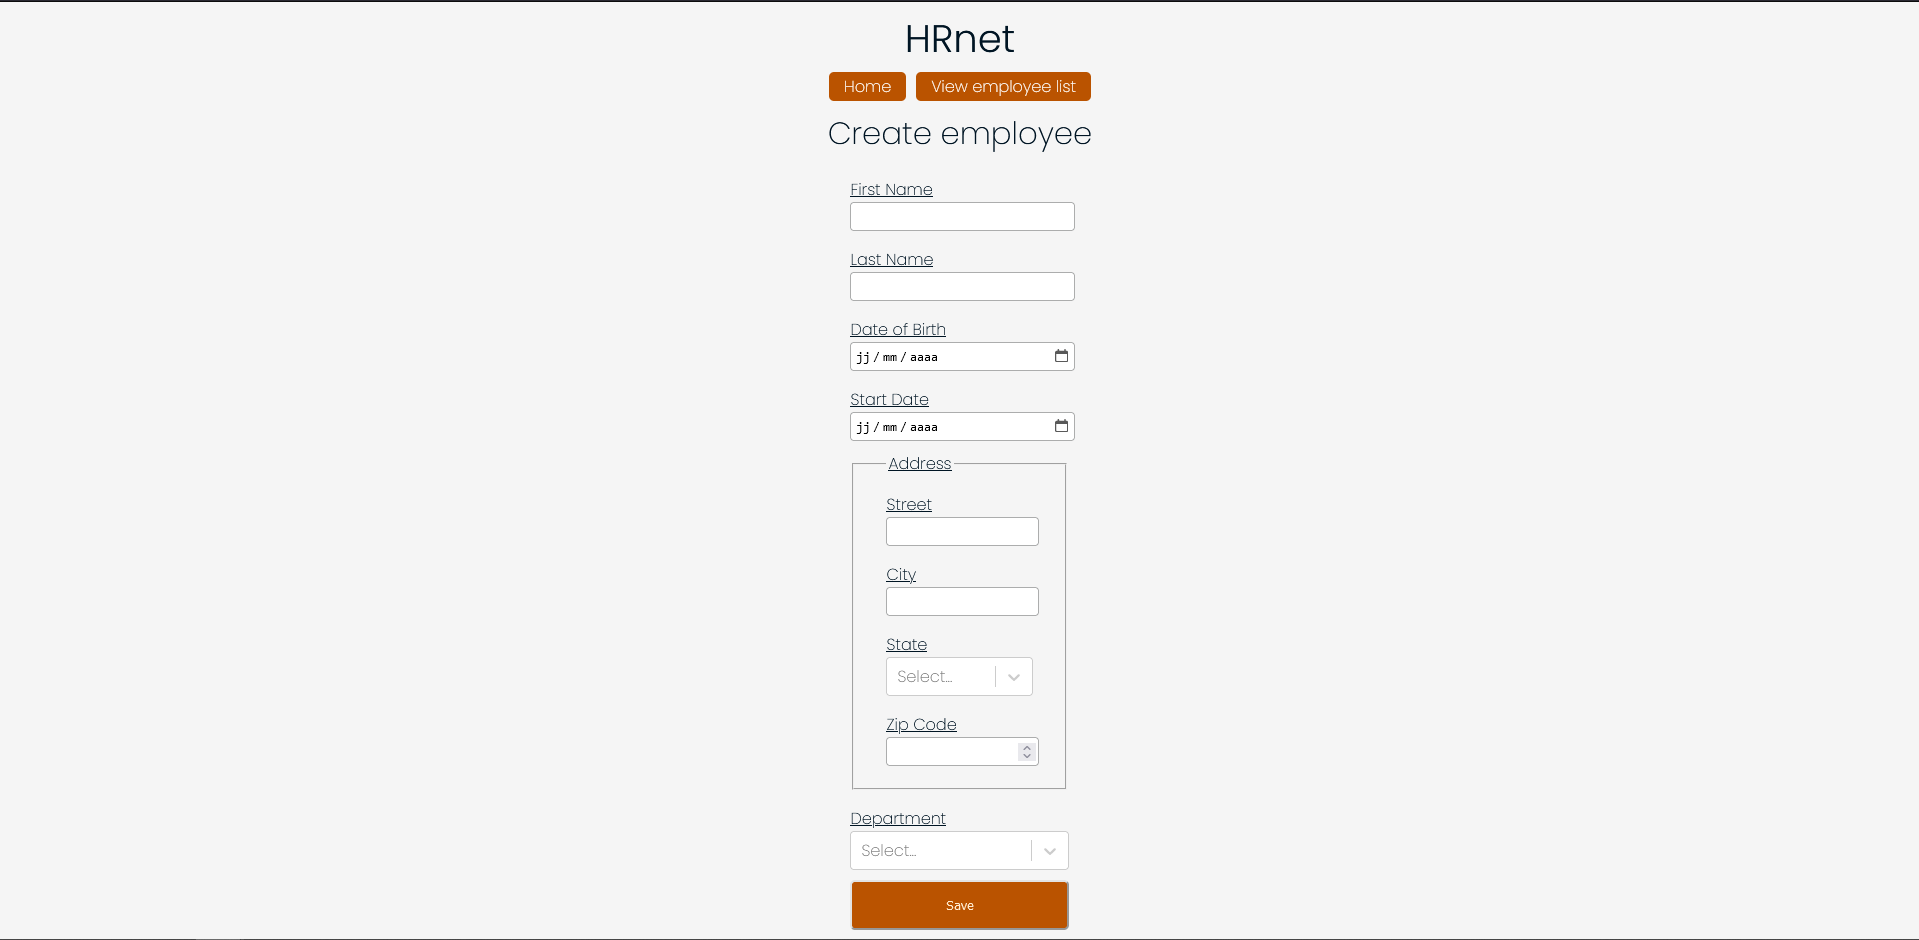 HRnet
Home View employee list
Create employee
First Name
Last Name
Date of Birth
jj/mm/aaaa
Start Date
jj/mm/aaaa
Address
Street
City
State
Select...
Zip Code
Department
Select...
Save